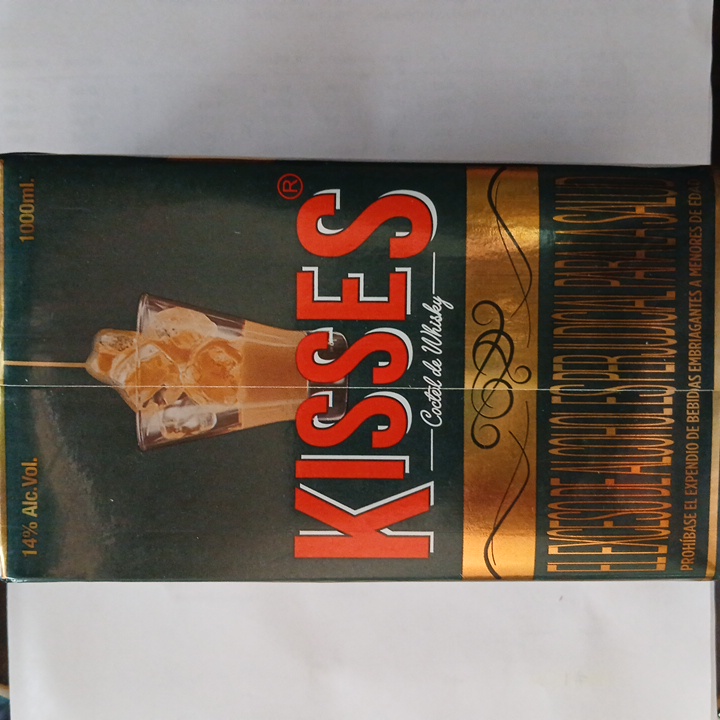 14% Alc.Vol. 1000ml.
KISSES®
Coctel de Whisky
EL EXCESO DE ALCOHOL ES PERJUDICIAL PARA LA SALUD
PROHÍBASE EL EXPENDIO DE BEBIDAS EMBRIAGANTES A MENORES DE EDAD